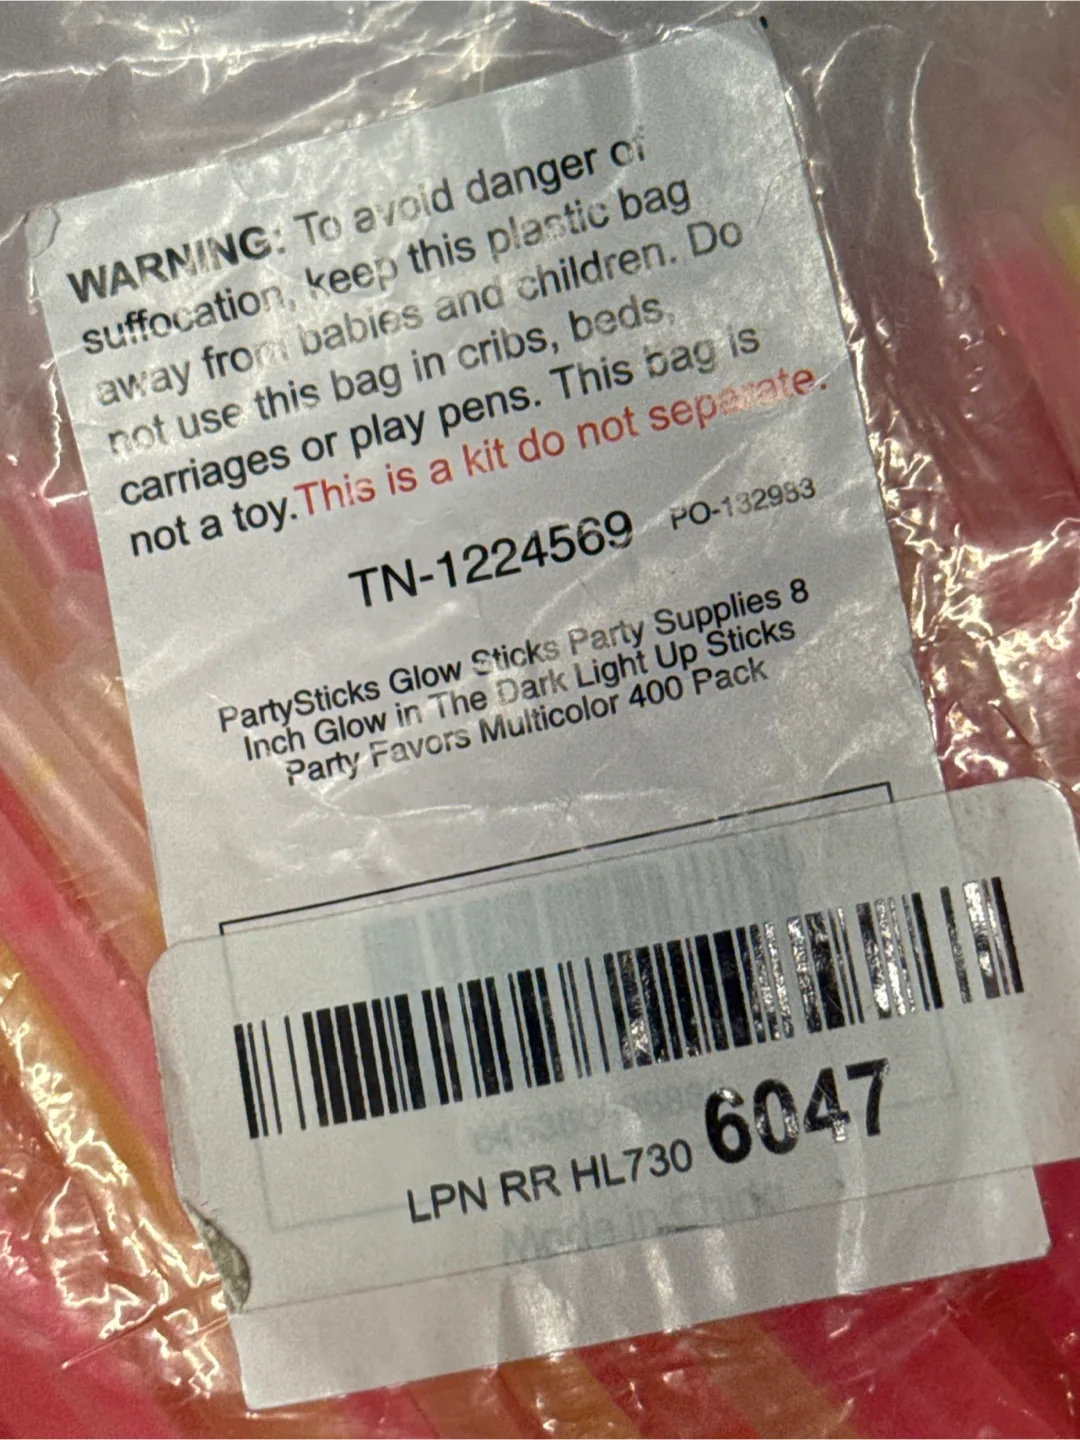 WARNING: To avoid danger of
suffocation, keep this plastic bag
away from babies and children. Do
not use this bag in cribs, beds,
carriages or play pens. This bag is
not a toy.This is a kit do not separate.
TN-1224569 PO-132983
PartySticks Glow Sticks Party Supplies 8
Inch Glow in The Dark Light Up Sticks
Party Favors Multicolor 400 Pack
LPN RR HL730 6047